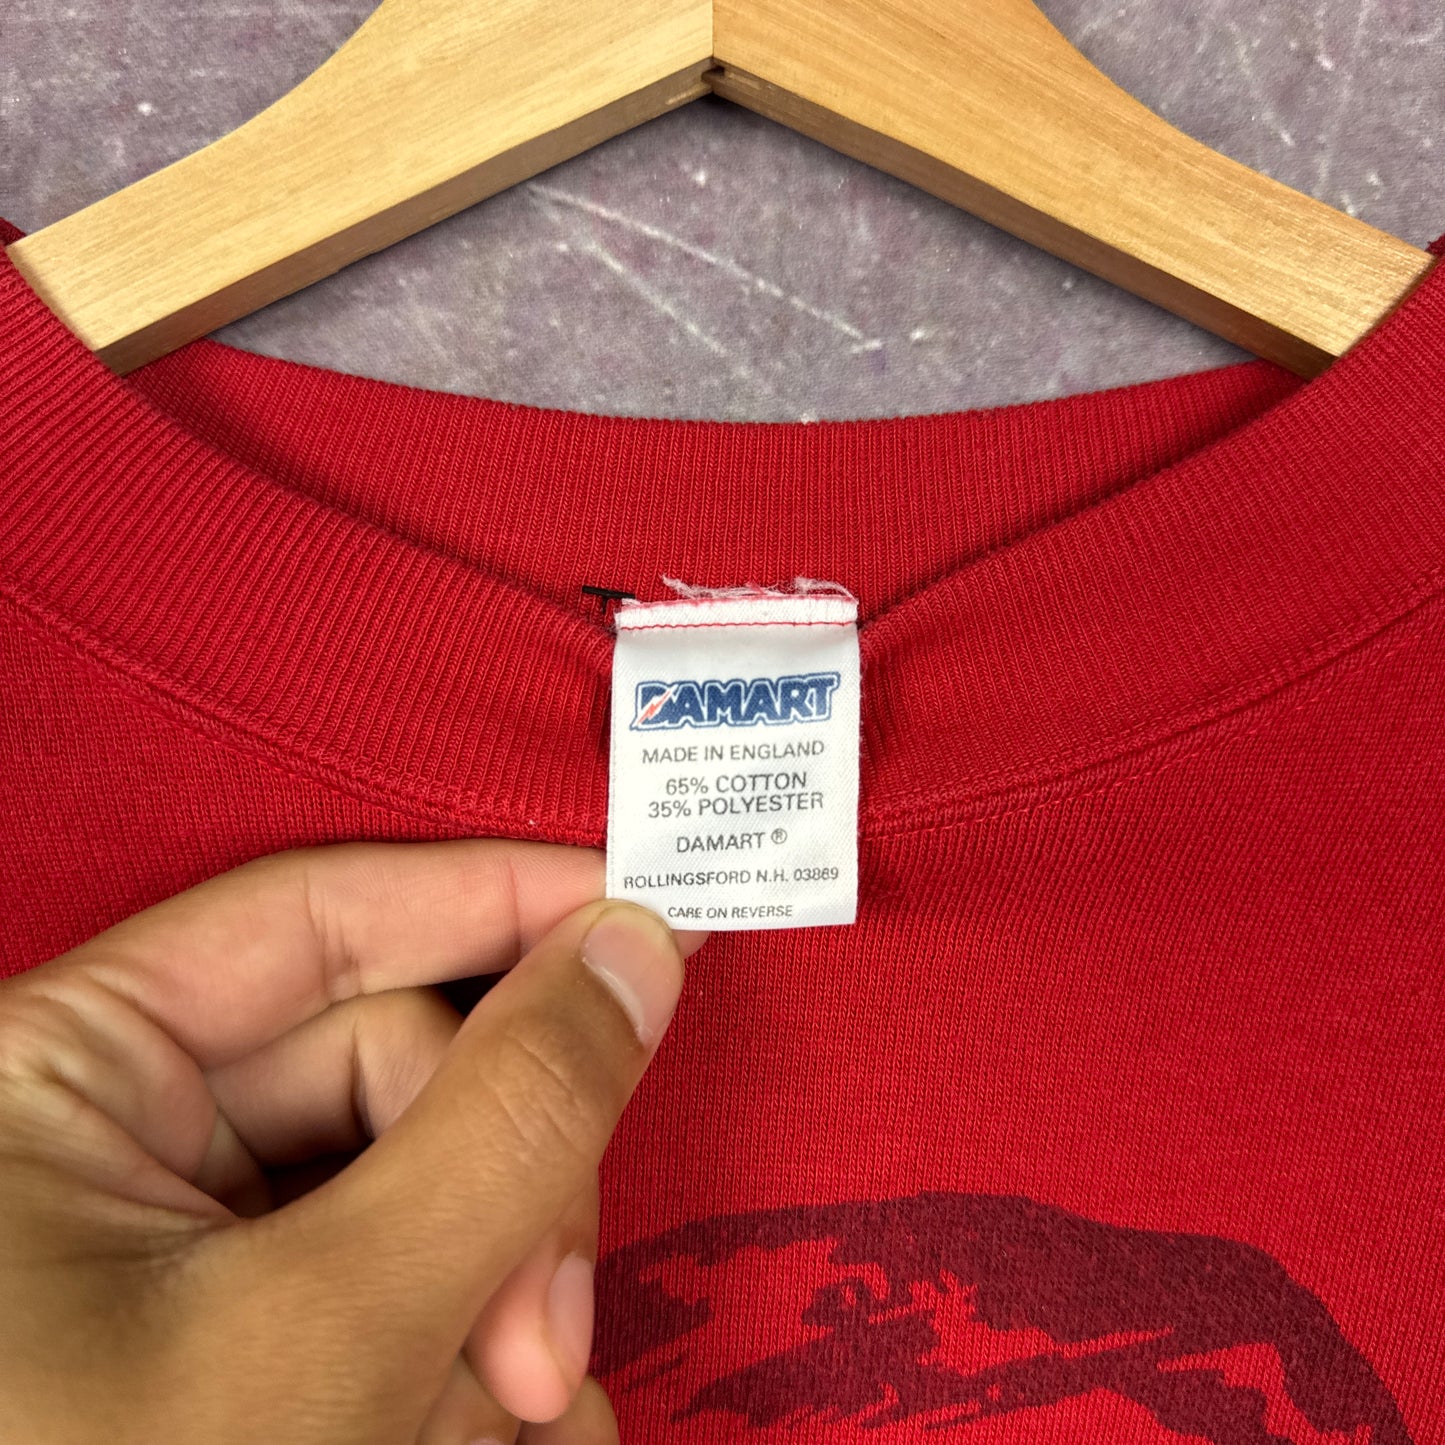 DAMART
MADE IN ENGLAND
65% COTTON
35% POLYESTER
DAMART ®
ROLLINGSFORD N.H. 03869
CARE ON REVERSE